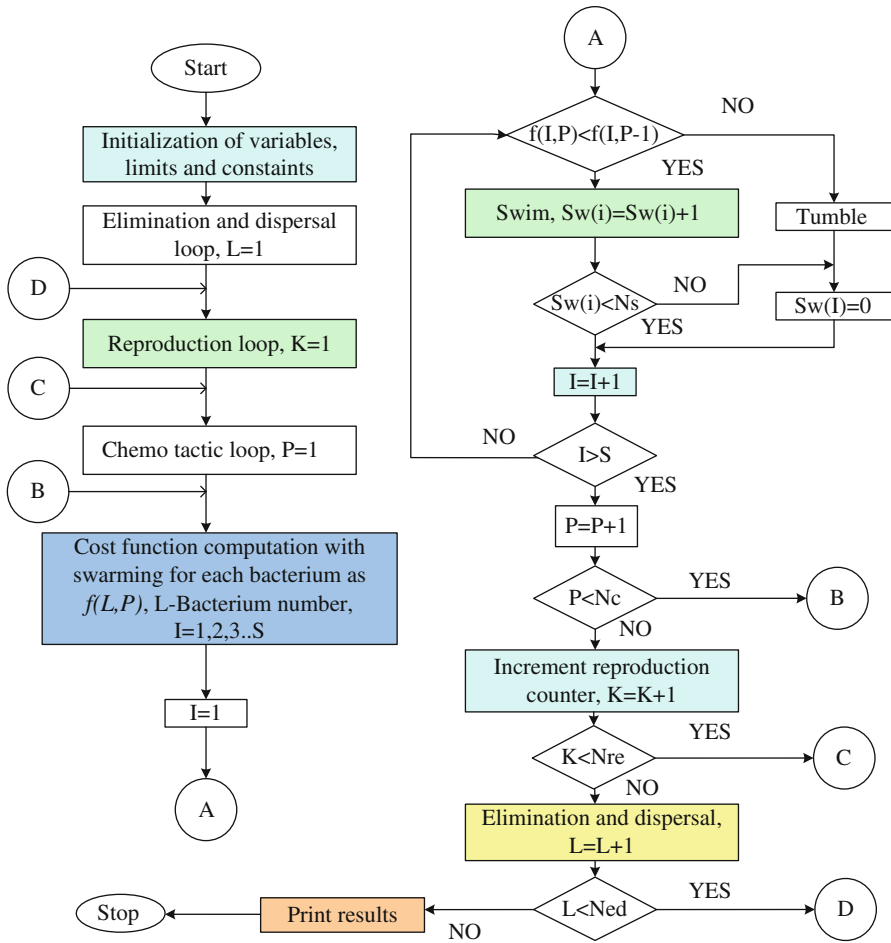 Start
Initialization of variables,
limits and constaints
Elimination and dispersal
loop, L=1
D
Reproduction loop, K=1
C
Chemo tactic loop, P=1
B
Cost function computation with
swarming for each bacterium as
f(L,P), L-Bacterium number,
I=1,2,3..S
I=1
A
A
f(I,P)<f(I,P-1)
NO
YES
Swim, Sw(i)=Sw(i)+1
Tumble
Sw(i)<Ns
NO
YES
Sw(I)=0
I=I+1
NO
I>S
YES
P=P+1
P<Nc
YES
B
NO
Increment reproduction
counter, K=K+1
K<Nre
YES
C
NO
Elimination and dispersal,
L=L+1
L<Ned
YES
D
NO
Print results
Stop